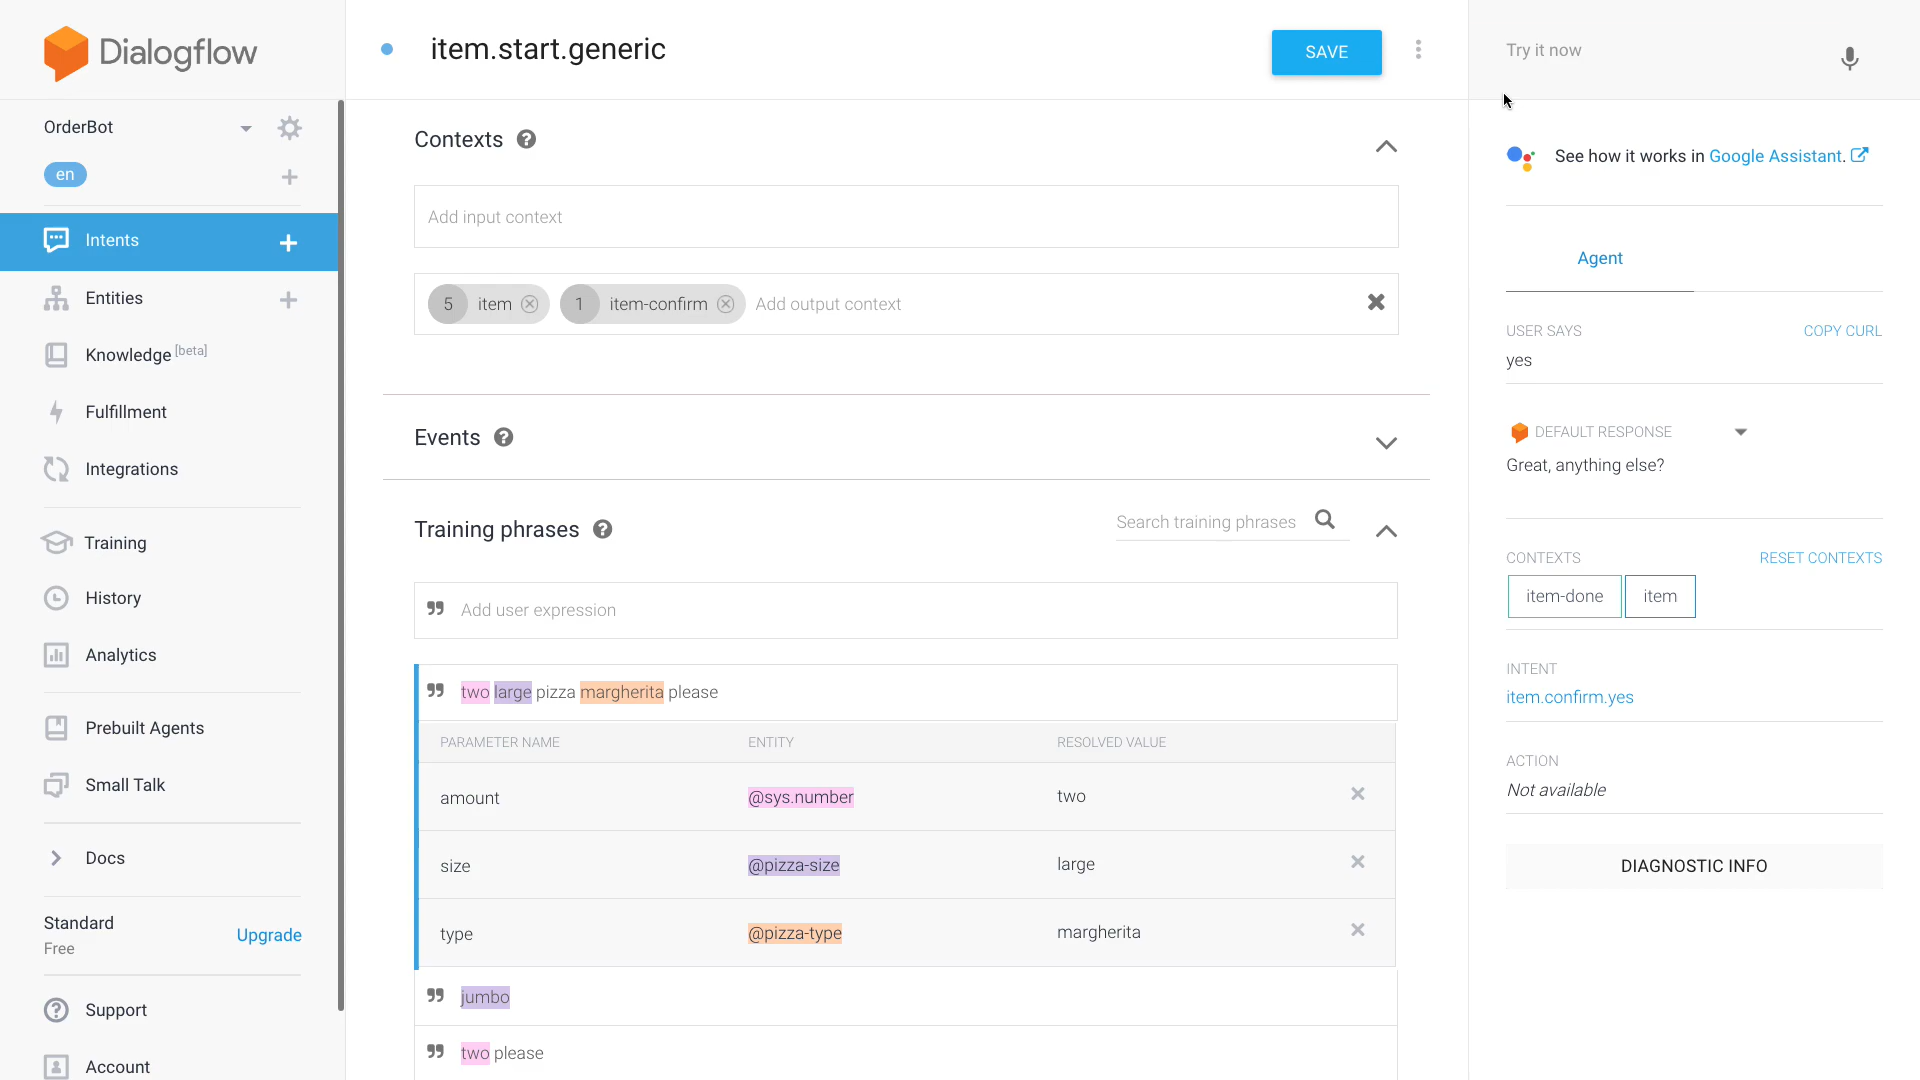 Dialogflow
OrderBot
en
Intents
Entities
Knowledge [beta]
Fulfillment
Integrations
Training
History
Analytics
Prebuilt Agents
Small Talk
Docs
Standard
Free
Upgrade
Support
Account
item.start.generic
SAVE
Contexts
Add input context
5 item 1 item-confirm Add output context
Events
Training phrases
Search training phrases
Add user expression
two large pizza margherita please
PARAMETER NAME ENTITY RESOLVED VALUE
amount @sys.number two
size @pizza-size large
type @pizza-type margherita
jumbo
two please
Try it now
See how it works in Google Assistant.
Agent
USER SAYS COPY CURL
yes
DEFAULT RESPONSE
Great, anything else?
CONTEXTS RESET CONTEXTS
item-done item
INTENT
item.confirm.yes
ACTION
Not available
DIAGNOSTIC INFO